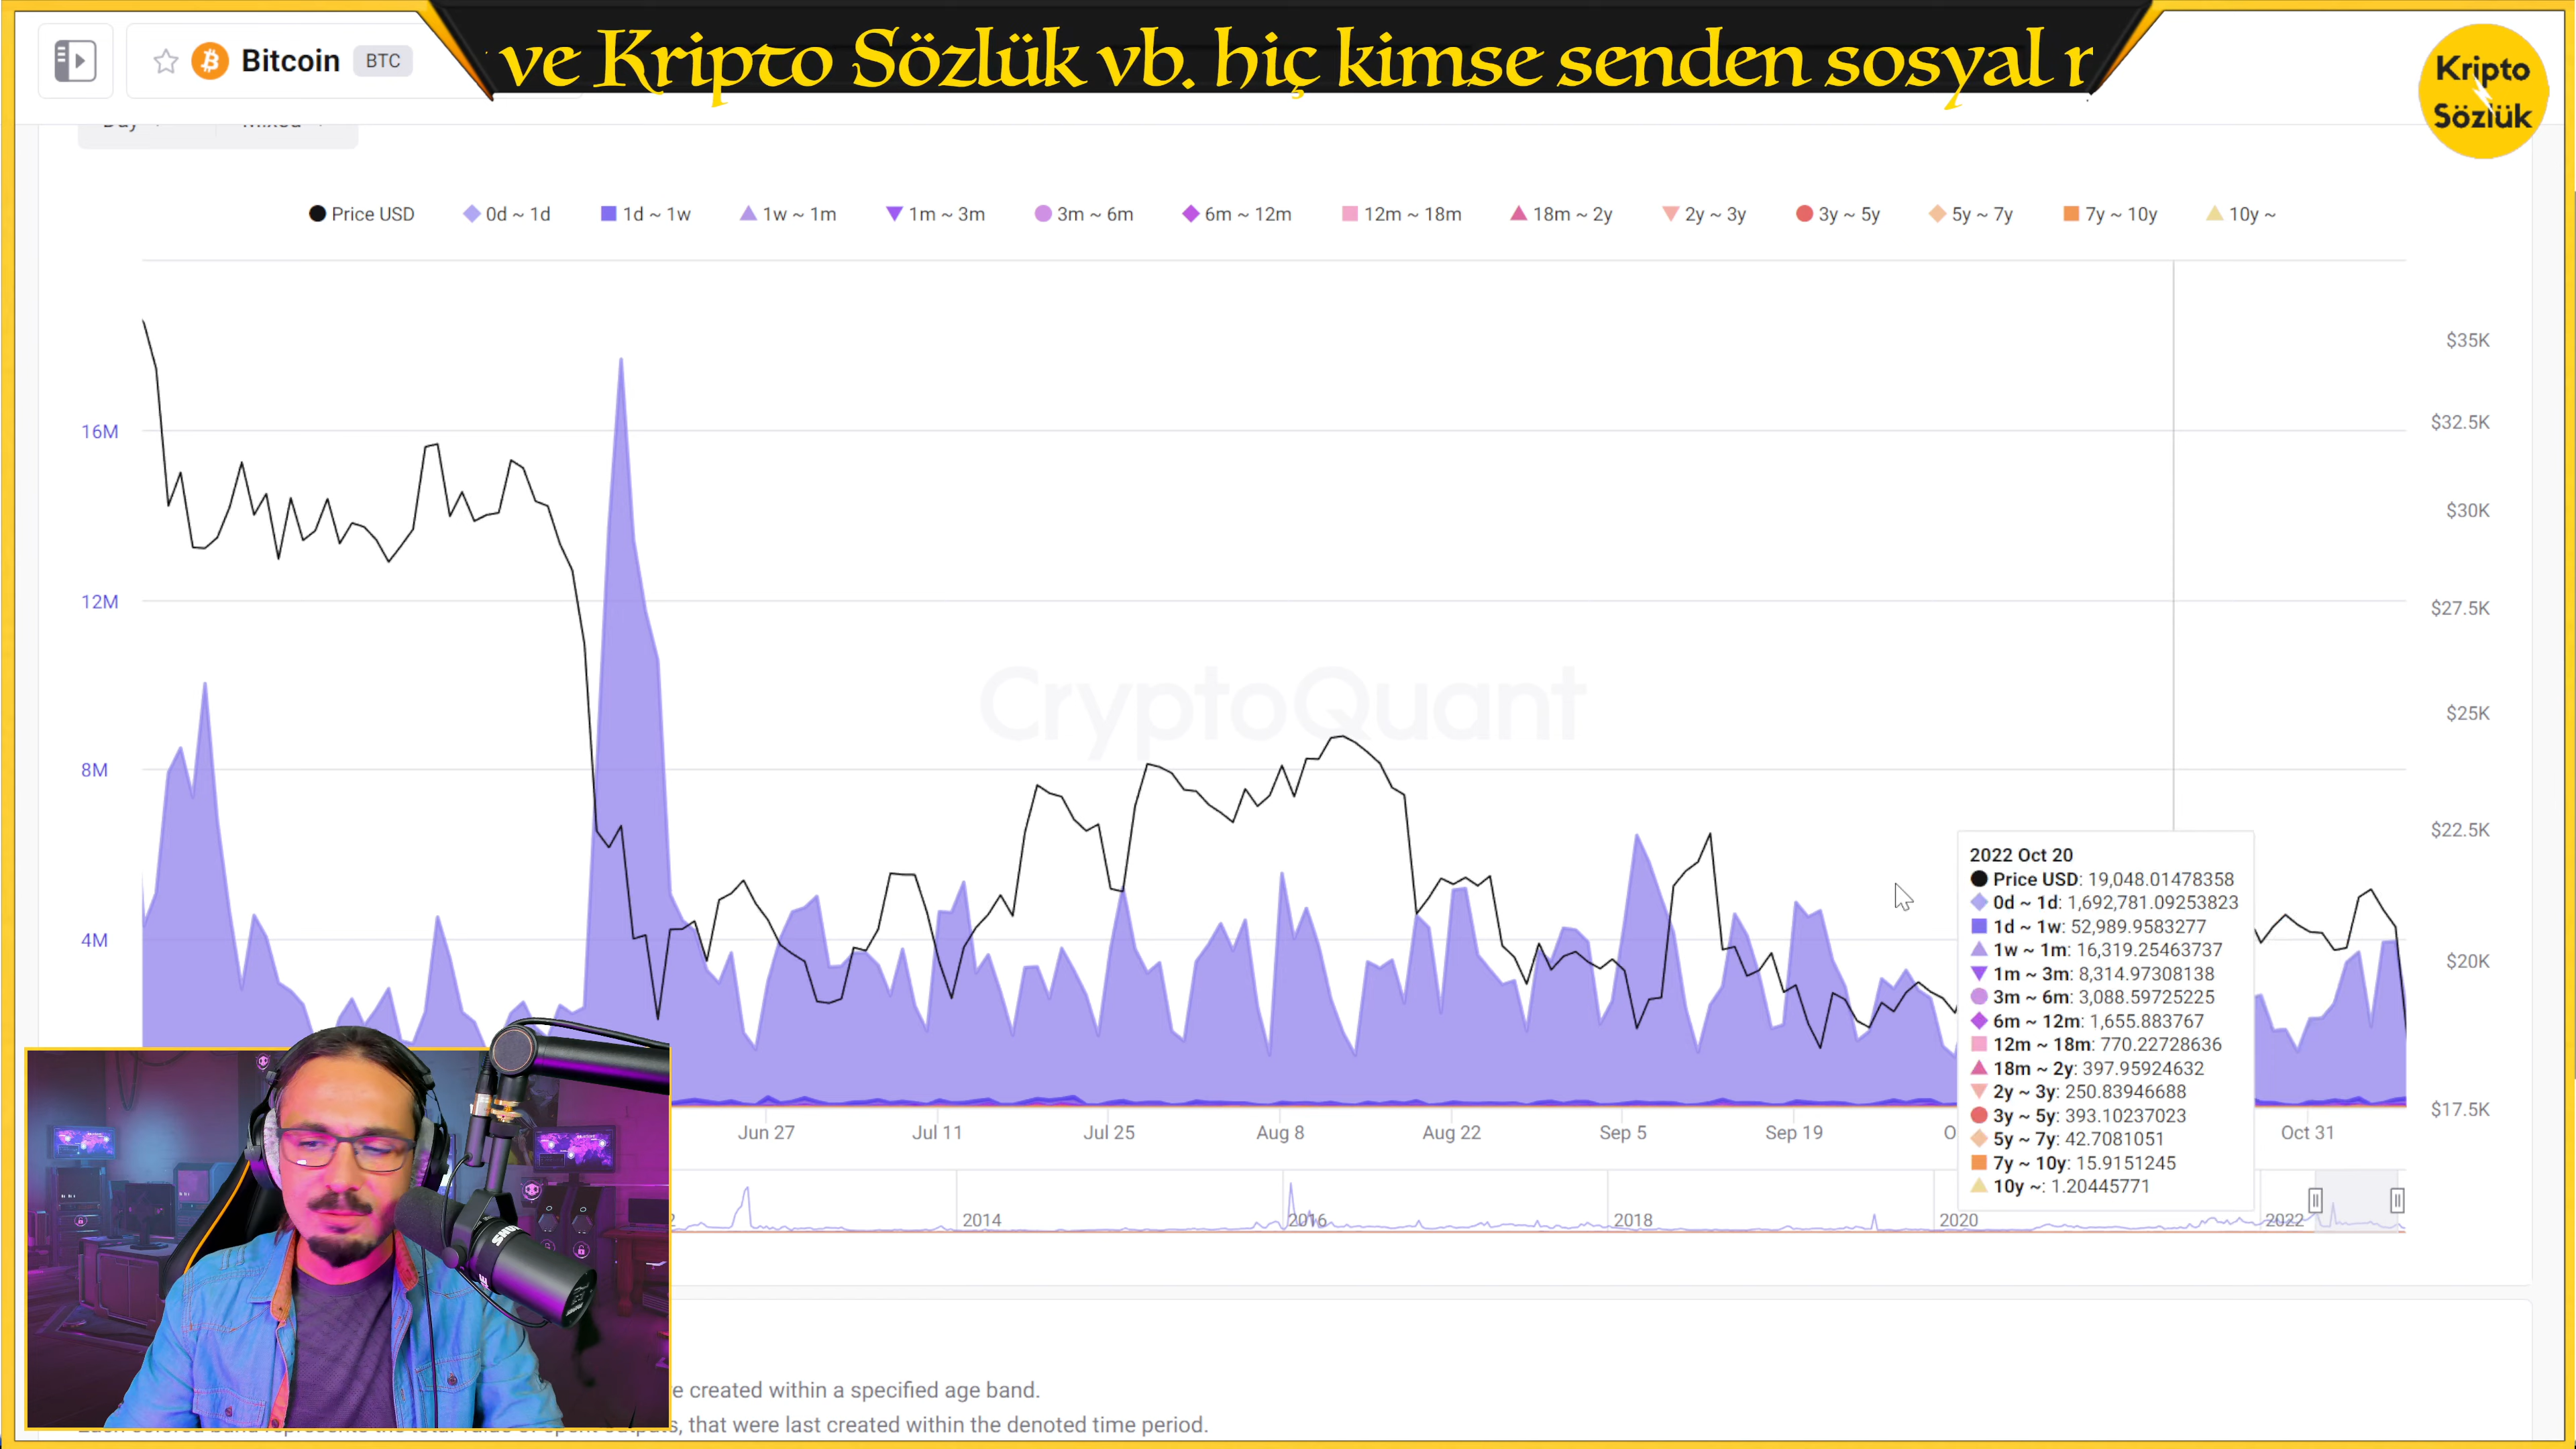 Bitcoin BTC
ve Kripto Sözlük vb. hiç kimse senden sosyal
Kripto
Sözlük
Price USD 0d ~ 1d 1d ~ 1w 1w ~ 1m 1m ~ 3m 3m ~ 6m 6m ~ 12m 12m ~ 18m 18m ~ 2y 2y ~ 3y 3y ~ 5y 5y ~ 7y 7y ~ 10y 10y ~
$35K
16M
$32.5K
$30K
12M
$27.5K
CryptoQuant
$25K
8M
$22.5K
4M
$20K
$17.5K
2022 Oct 20
Price USD: 19,048.01478358
0d ~ 1d: 1,692,781.09253823
1d ~ 1w: 52,989.9583277
1w ~ 1m: 16,319.25463737
1m ~ 3m: 8,314.97308138
3m ~ 6m: 3,088.59725225
6m ~ 12m: 1,655.883767
12m ~ 18m: 770.22728636
18m ~ 2y: 397.95924632
2y ~ 3y: 250.83946688
3y ~ 5y: 393.10237023
5y ~ 7y: 42.7081051
7y ~ 10y: 15.9151245
10y ~: 1.20445771
Jun 27 Jul 11 Jul 25 Aug 8 Aug 22 Sep 5 Sep 19 Oct 31
2014 2016 2018 2020 2022
created within a specified age band.
that were last created within the denoted time period.